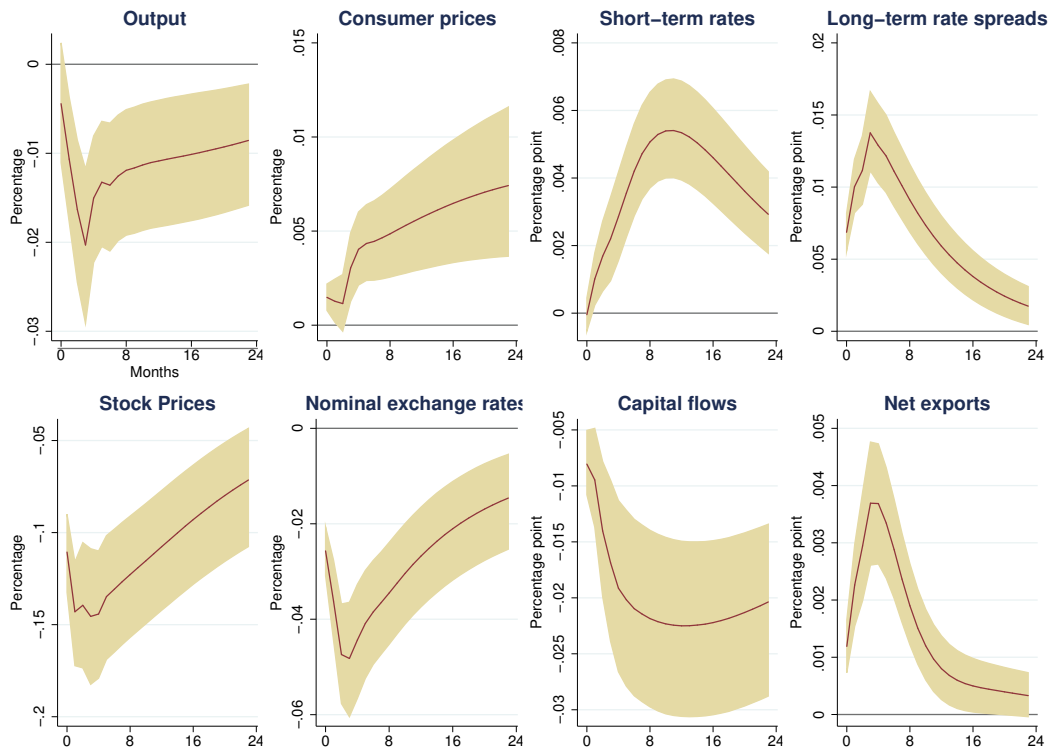 Output
Percentage
0
-.01
-.02
-.03
0 8 16 24
Months
Consumer prices
Percentage
.015
.01
.005
0
0 8 16 24
Short-term rates
Percentage point
.008
.006
.004
.002
0
0 8 16 24
Long-term rate spreads
Percentage point
.02
.015
.01
.005
0
0 8 16 24
Stock Prices
Percentage
-.05
-.1
-.15
-.2
0 8 16 24
Nominal exchange rates
Percentage
0
-.02
-.04
-.06
0 8 16 24
Capital flows
Percentage point
-.005
-.01
-.015
-.02
-.025
-.03
0 8 16 24
Net exports
Percentage point
.005
.004
.003
.002
.001
0
0 8 16 24